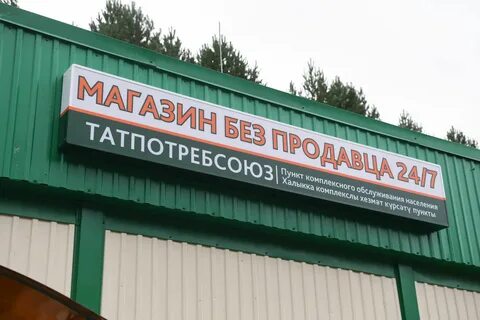 МАГАЗИН БЕЗ ПРОДАВЦА 24/7
ТАТПОТРЕБСОЮЗ
Пункт комплексного обслуживания населения
Халыкка комплекслы хезмәт күрсәтү пункты